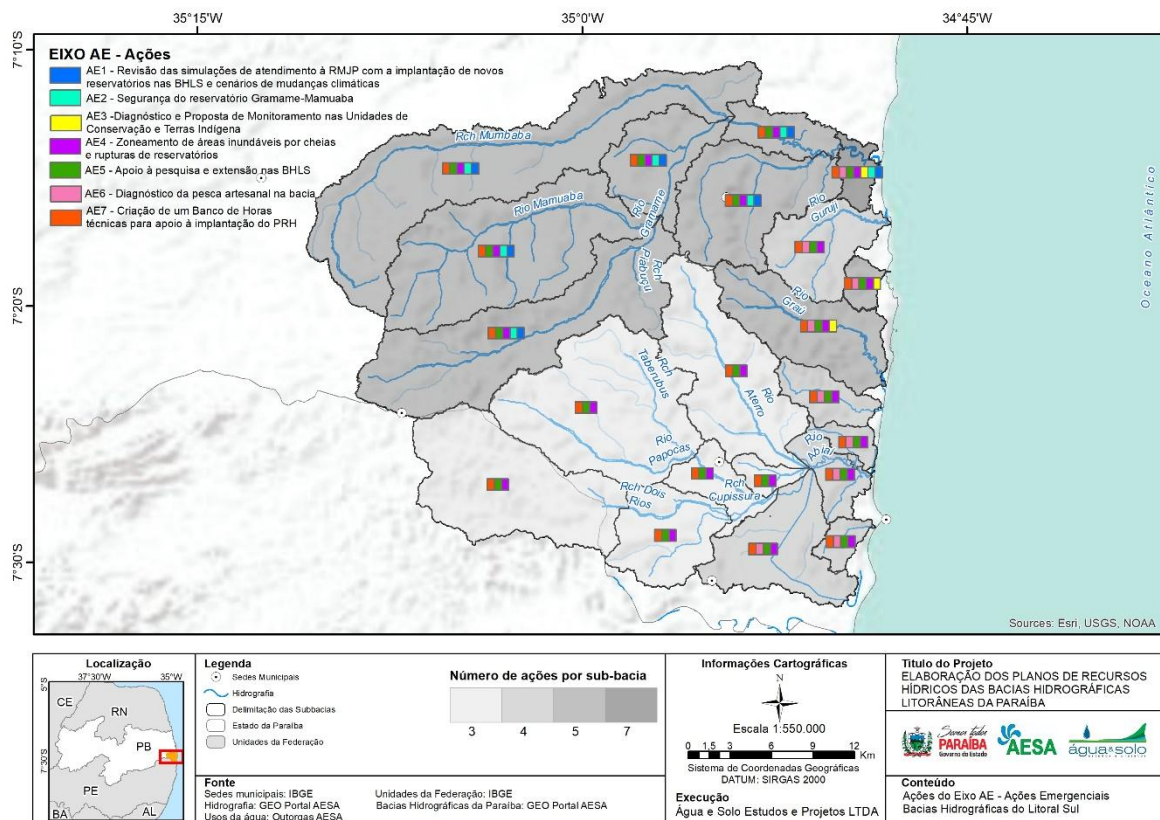 35°15'W
35°0'W
34°45'W
7°10'S
7°20'S
7°30'S
EIXO AE - Ações
AE1 - Revisão das simulações de atendimento à RMJP com a implantação de novos
reservatórios nas BHLS e cenários de mudanças climáticas
AE2 - Segurança do reservatório Gramame-Mamuaba
AE3 -Diagnóstico e Proposta de Monitoramento nas Unidades de
Conservação e Terras Indígena
AE4 - Zoneamento de áreas inundáveis por cheias
e rupturas de reservatórios
AE5 - Apoio à pesquisa e extensão nas BHLS
AE6 - Diagnóstico da pesca artesanal na bacia
AE7 - Criação de um Banco de Horas
técnicas para apoio à implantação do PRH
Rch Mumbaba
Rio Mamuaba
Rio
Gramame
Rch
Piabuçu
Rio
Guruji
Rio
Graú
Rch
Taberubus
Rio
Aterro
Rio
Papocas
Rio
Abiaí
Rch
Cupissura
Rch Dois
Rios
Oceano Atlântico
Sources: Esri, USGS, NOAA
Localização
37°30'W
35°W
5°S
7°30'S
CE
RN
PB
PE
BA
AL
Legenda
Sedes Municipais
Hidrografia
Delimitação das Subbacias
Estado da Paraíba
Unidades da Federação
Número de ações por sub-bacia
3 4 5 7
Fonte
Sedes municipais: IBGE
Hidrografia: GEO Portal AESA
Usos da água: Outorgas AESA
Unidades da Federação: IBGE
Bacias Hidrográficas da Paraíba: GEO Portal AESA
Informações Cartográficas
N
Escala 1:550.000
0 1,5 3 6 9 12
Km
Sistema de Coordenadas Geográficas
DATUM: SIRGAS 2000
Execução
Água e Solo Estudos e Projetos LTDA
Titulo do Projeto
ELABORAÇÃO DOS PLANOS DE RECURSOS
HÍDRICOS DAS BACIAS HIDROGRÁFICAS
LITORÂNEAS DA PARAÍBA
Somos todos
PARAÍBA
Governo do Estado
AESA
água&solo
Conteúdo
Ações do Eixo AE - Ações Emergenciais
Bacias Hidrográficas do Litoral Sul